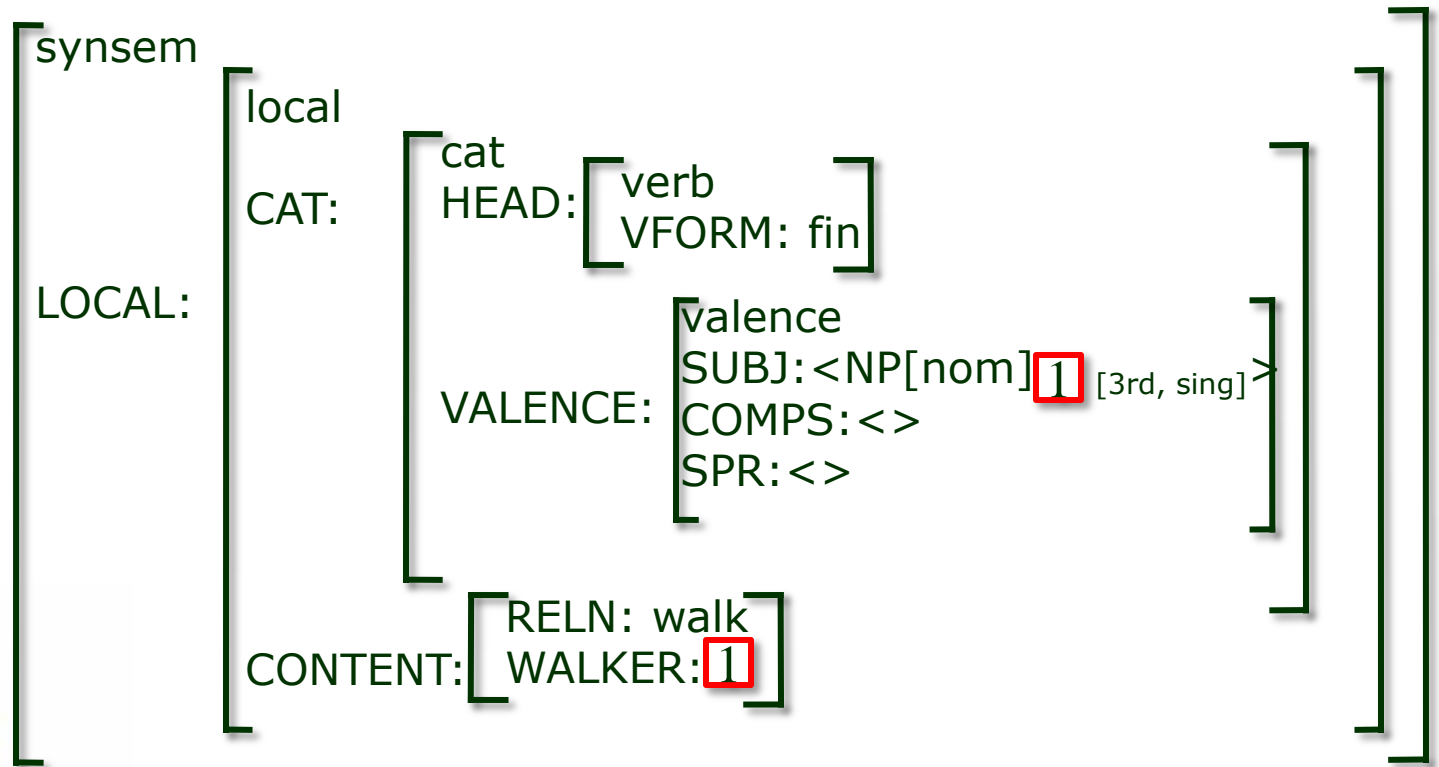 synsem
local
cat
HEAD:
verb
CAT:
VFORM: fin
LOCAL:
valence
SUBJ:<NP[nom] 1 [3rd, sing]>
VALENCE:
COMPS:<>
SPR:<>
RELN: walk
CONTENT:
WALKER: 1